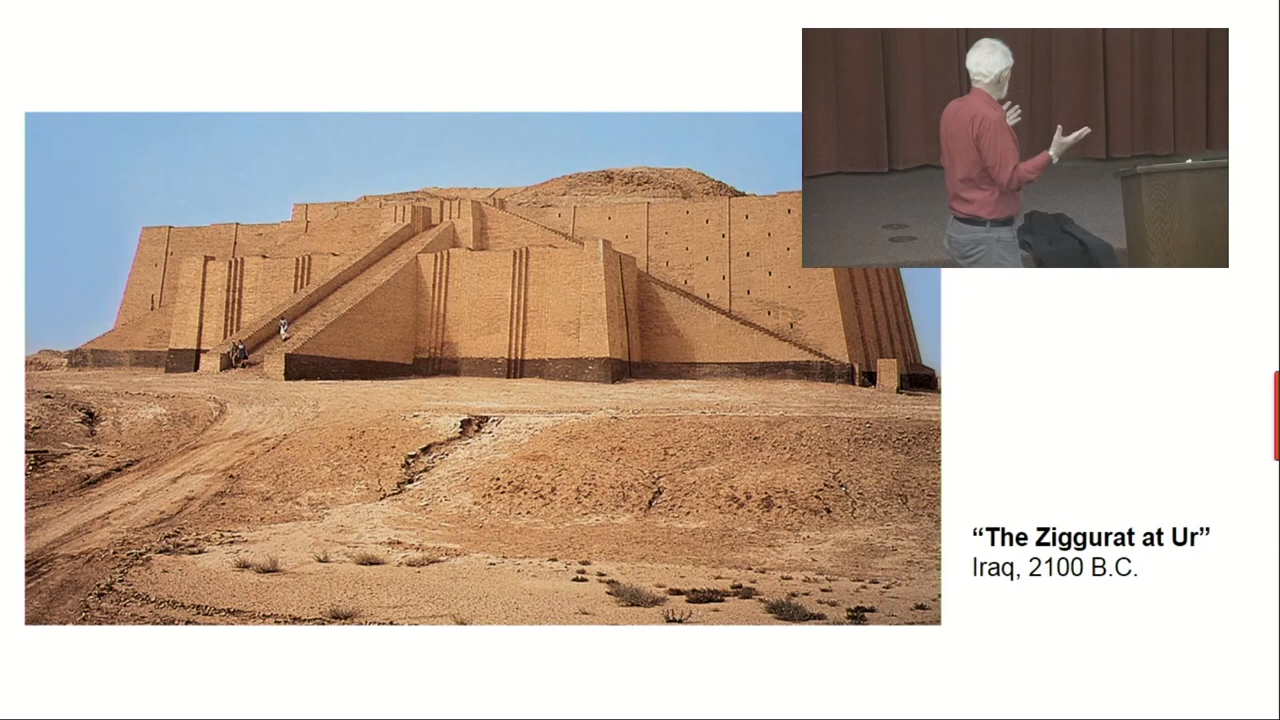 “The Ziggurat at Ur”
Iraq, 2100 B.C.